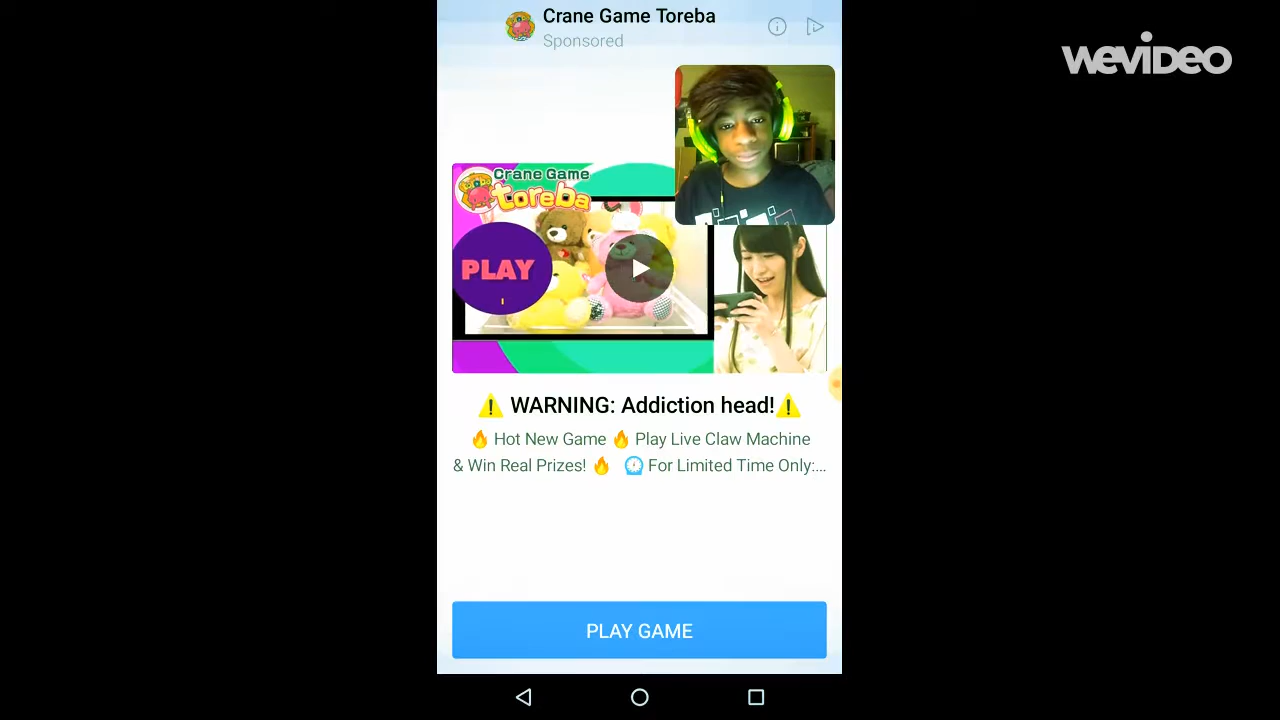 Crane Game Toreba
Sponsored
wevideo
Crane Game
toreba
PLAY
⚠️ WARNING: Addiction head!⚠️
🔥 Hot New Game 🔥 Play Live Claw Machine
& Win Real Prizes! 🔥 🕐 For Limited Time Only:...
PLAY GAME